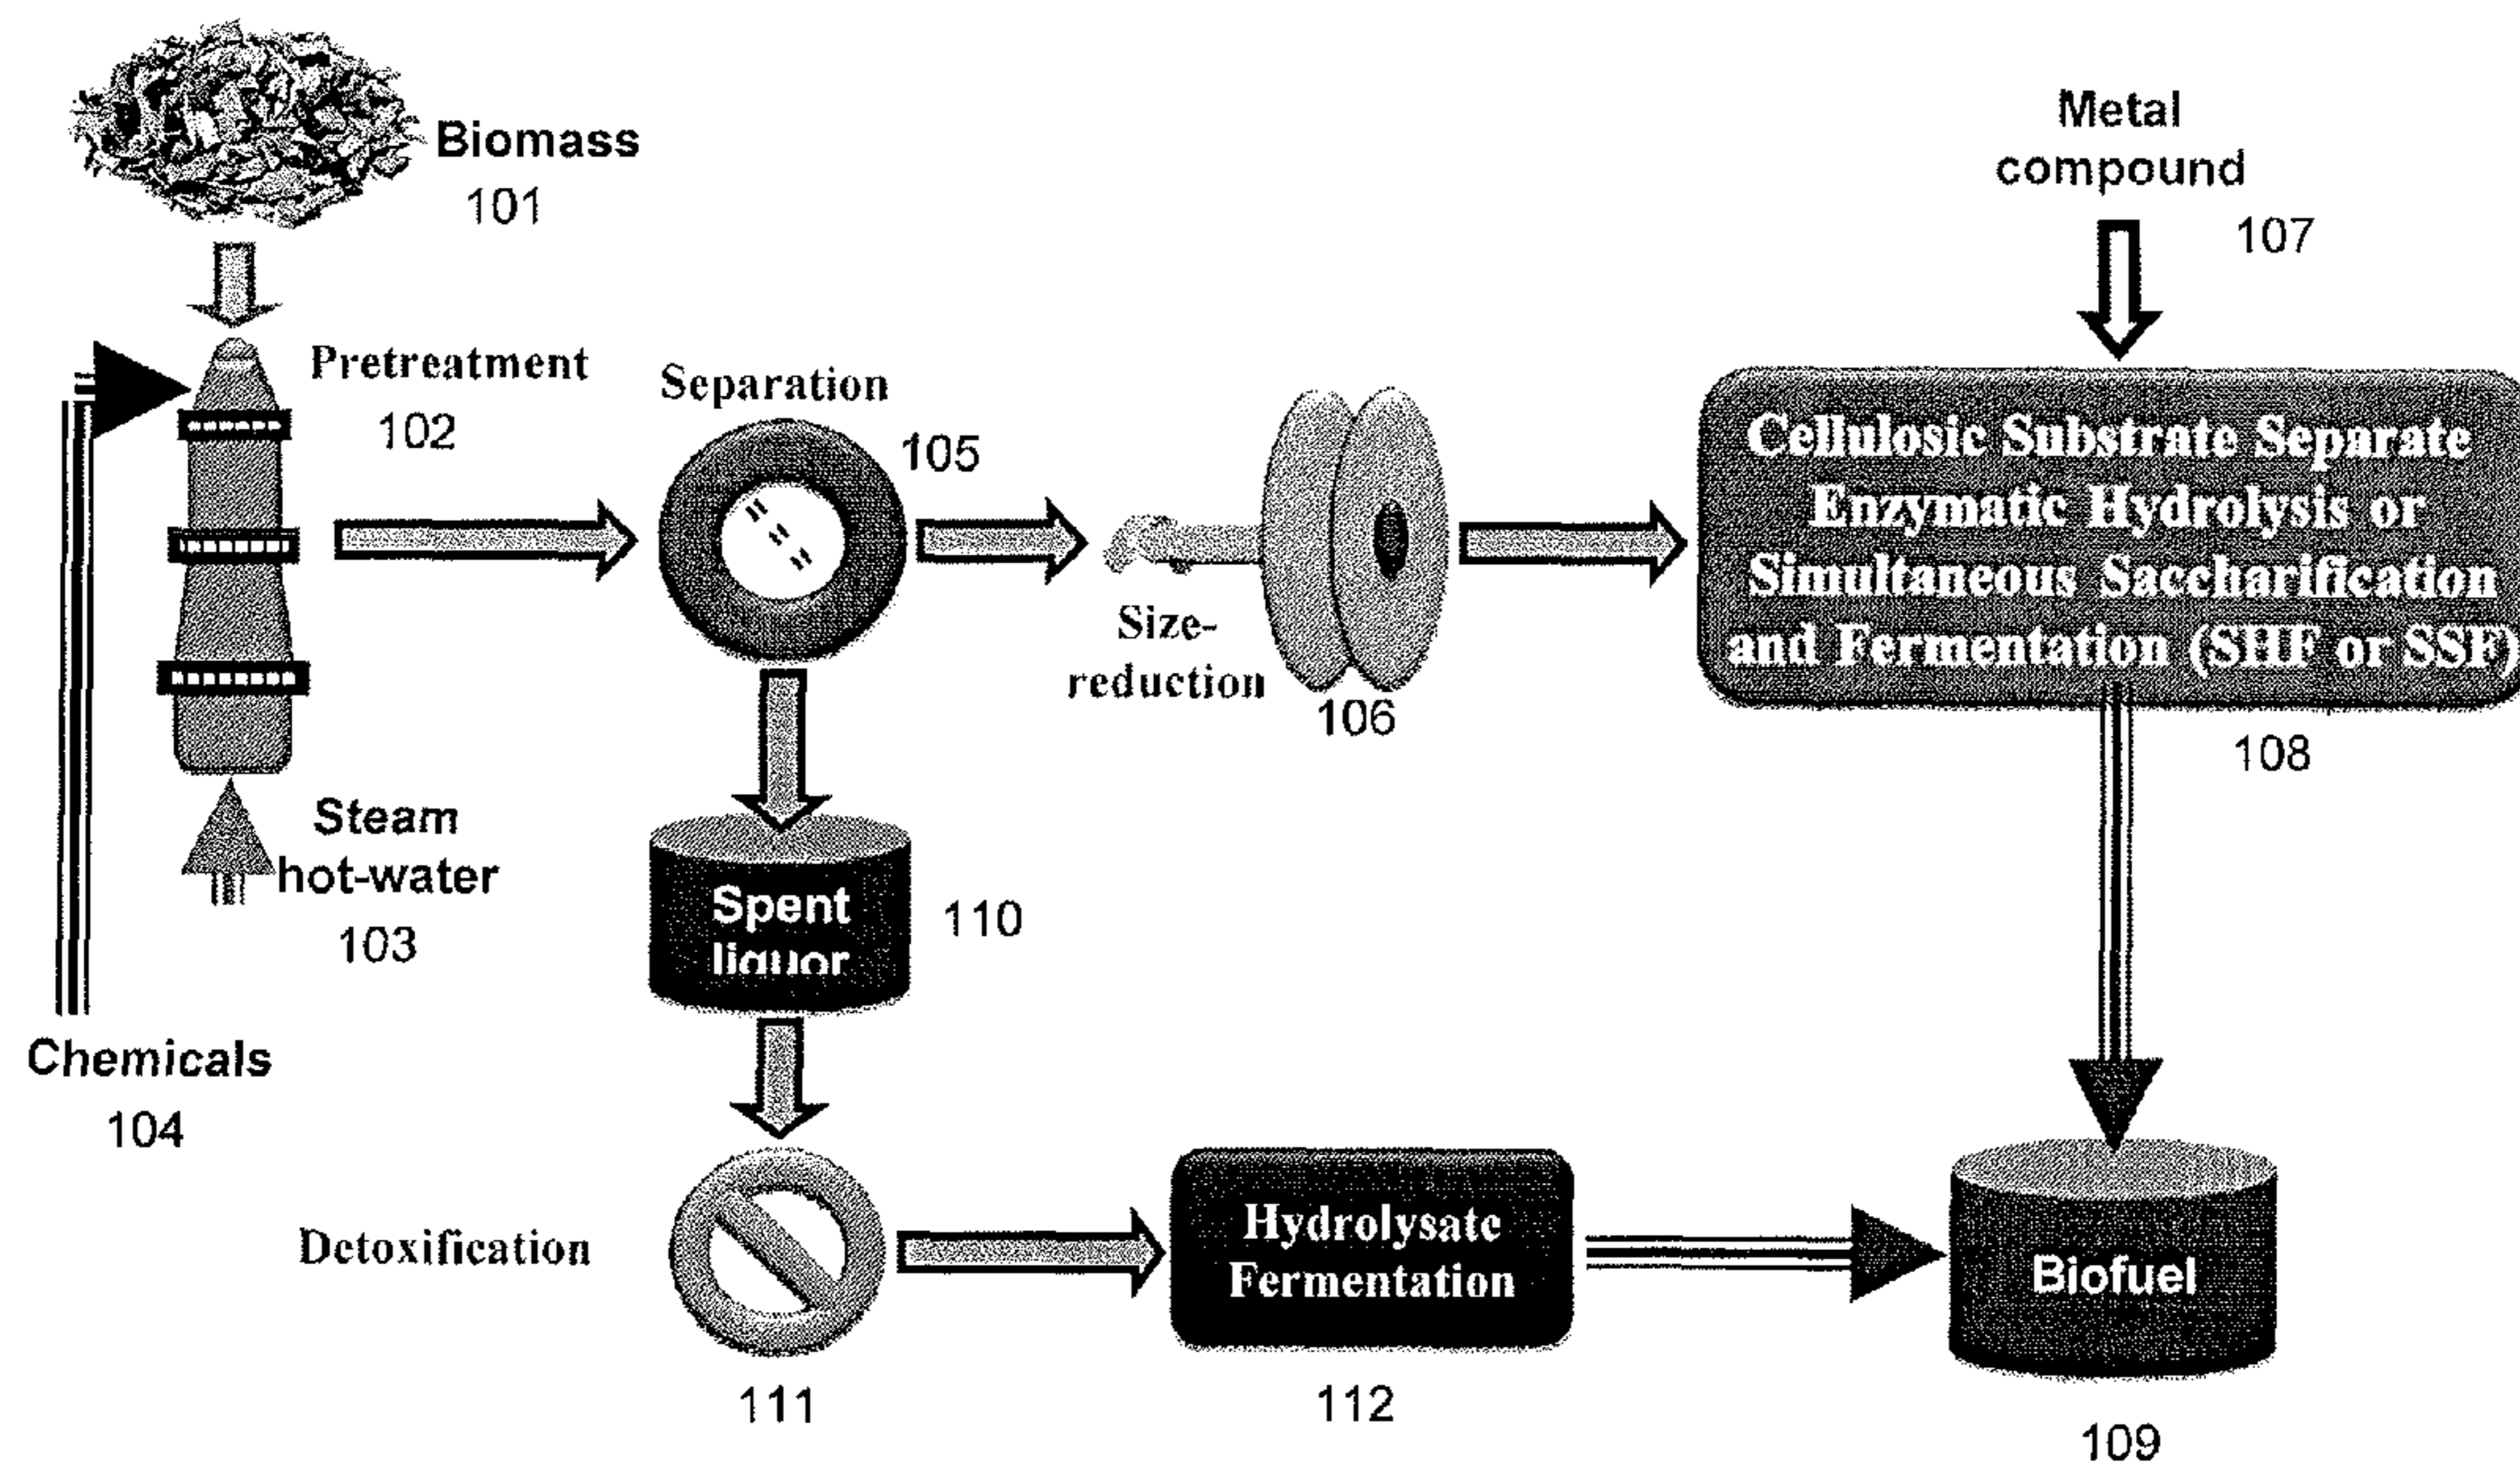 Biomass
101
Metal
compound
107
Pretreatment
102
Separation
105
Cellulosic Substrate Separate
Enzymatic Hydrolysis or
Simultaneous Saccharification
and Fermentation (SHF or SSF)
108
Size-
reduction
106
Steam
hot-water
103
Spent
liquor
110
Chemicals
104
Detoxification
111
Hydrolysate
Fermentation
112
Biofuel
109